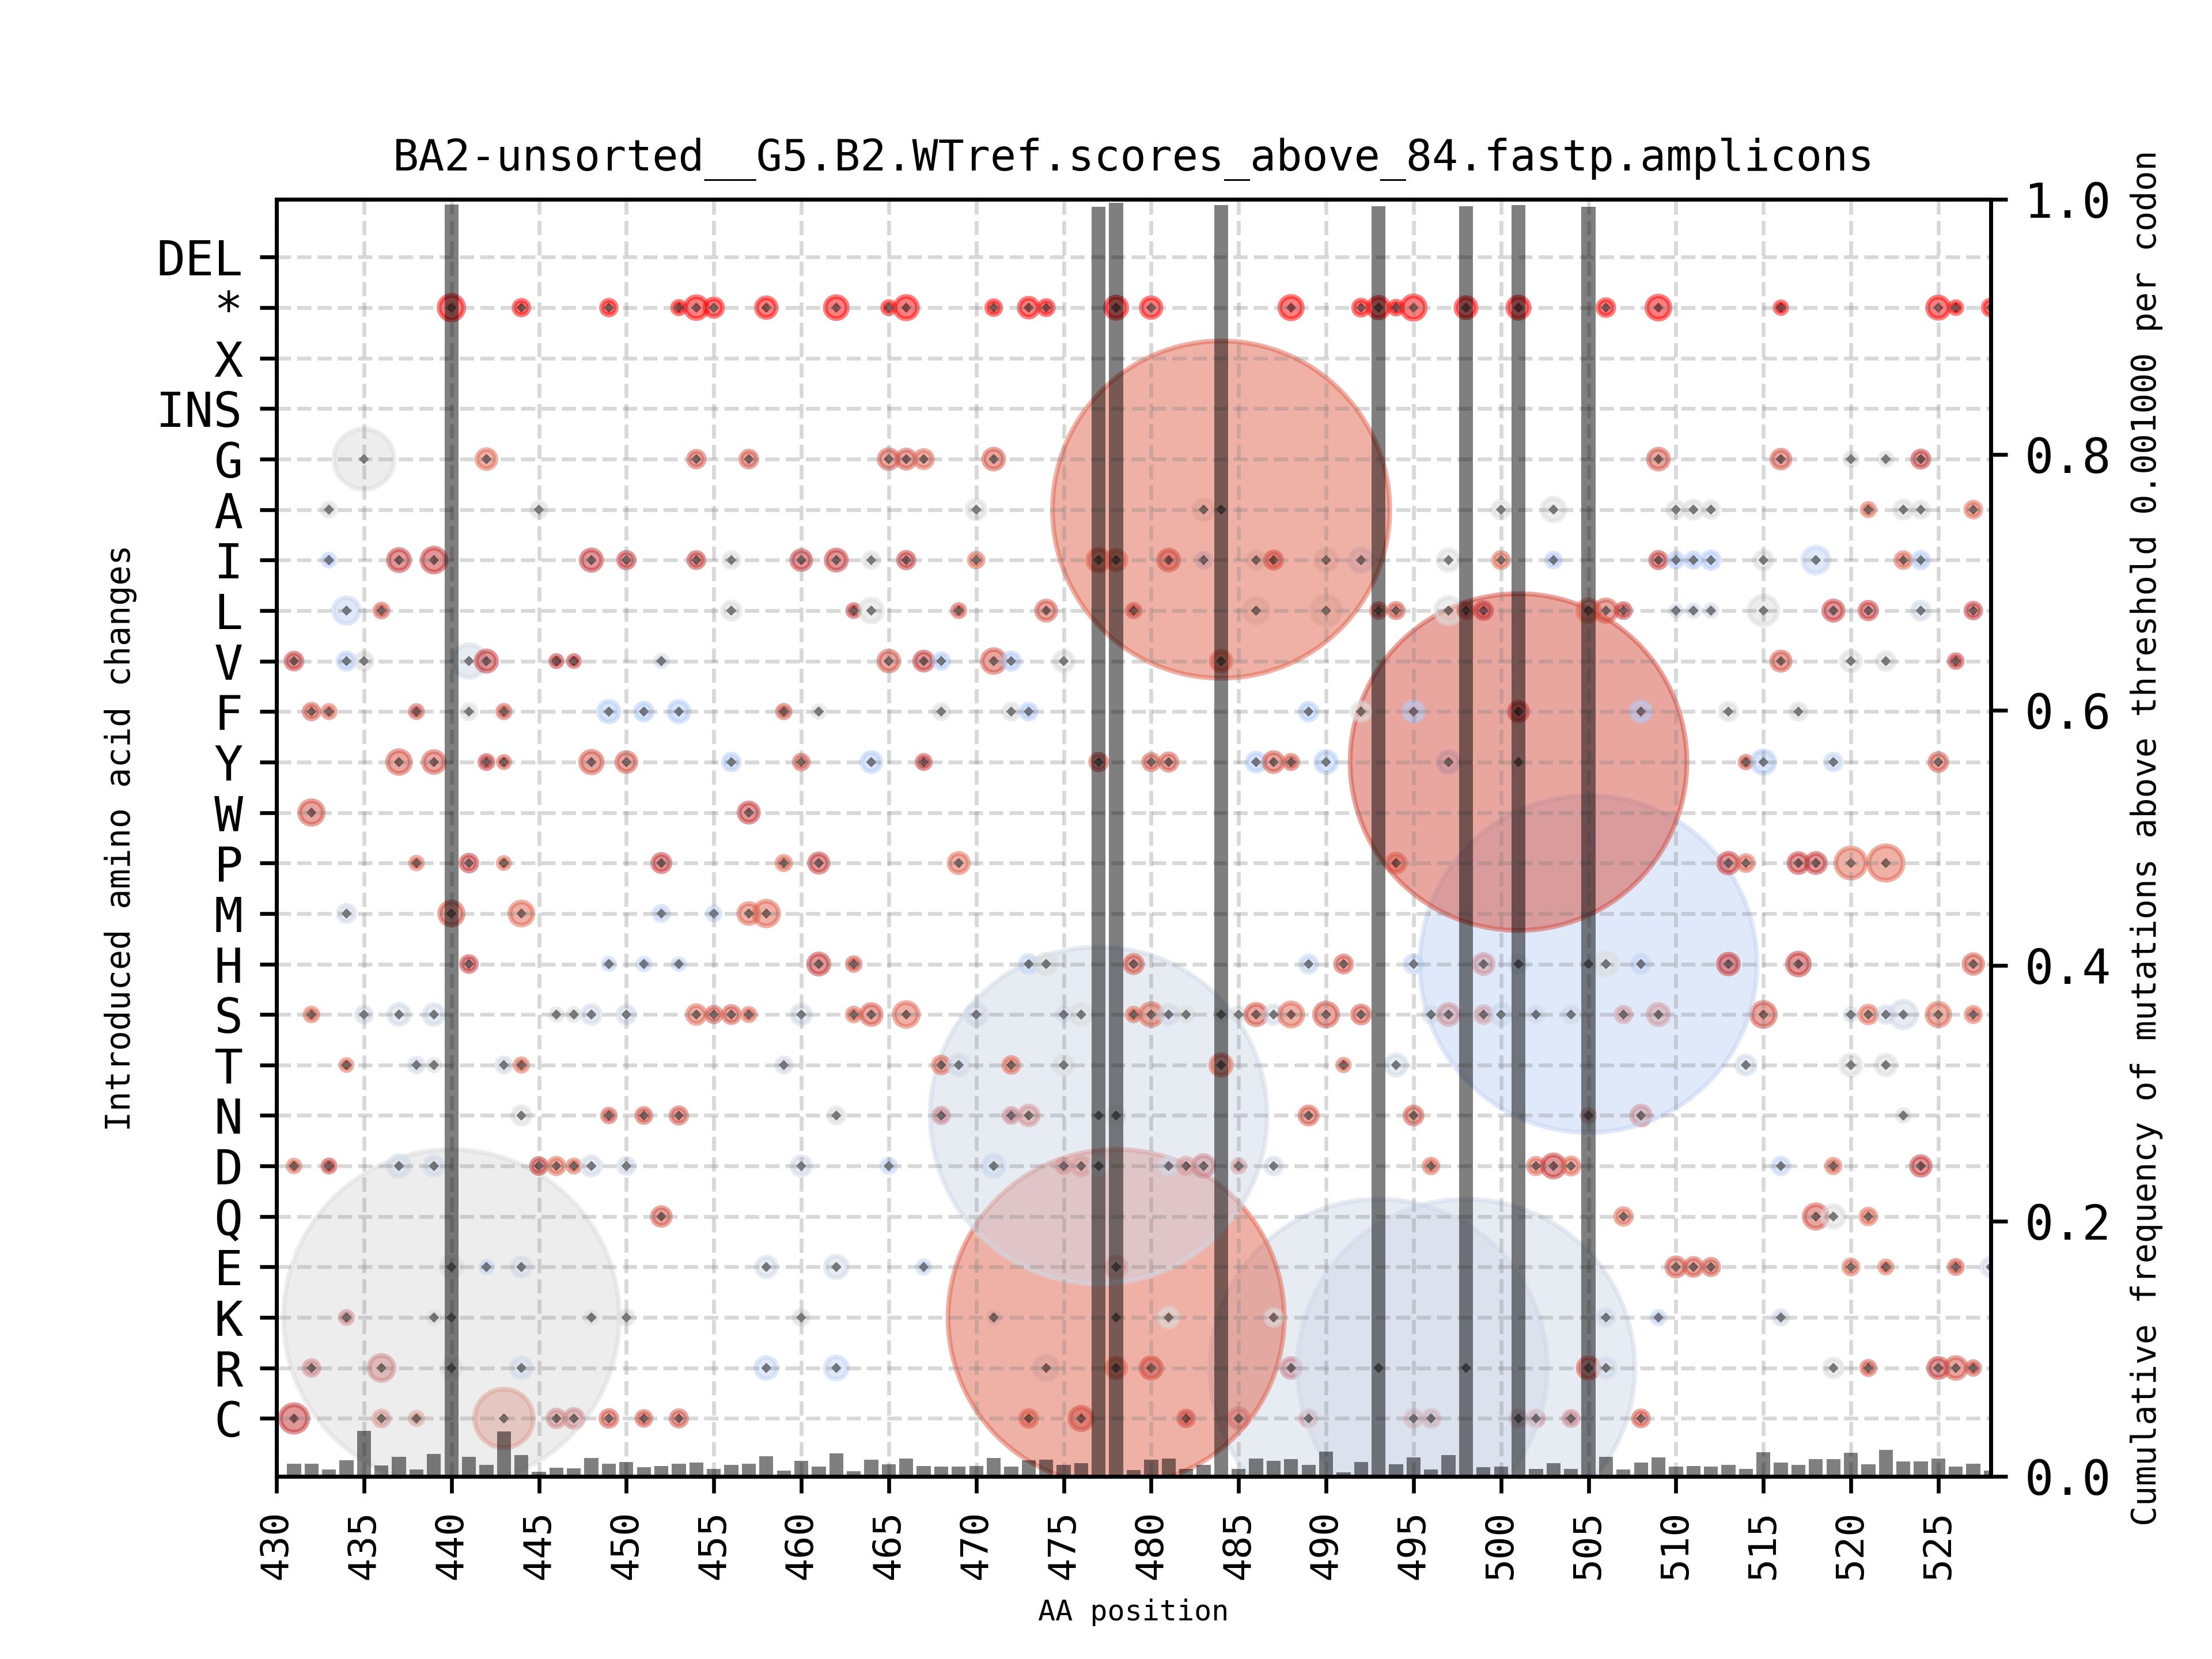 BA2-unsorted__G5.B2.WTref.scores_above_84.fastp.amplicons
Introduced amino acid changes
DEL
*
X
INS
G
A
I
L
V
F
Y
W
P
M
H
S
T
N
D
Q
E
K
R
C
1.0
0.8
0.6
0.4
0.2
0.0
Cumulative frequency of mutations above threshold 0.001000 per codon
430
435
440
445
450
455
460
465
470
475
480
485
490
495
500
505
510
515
520
525
AA position